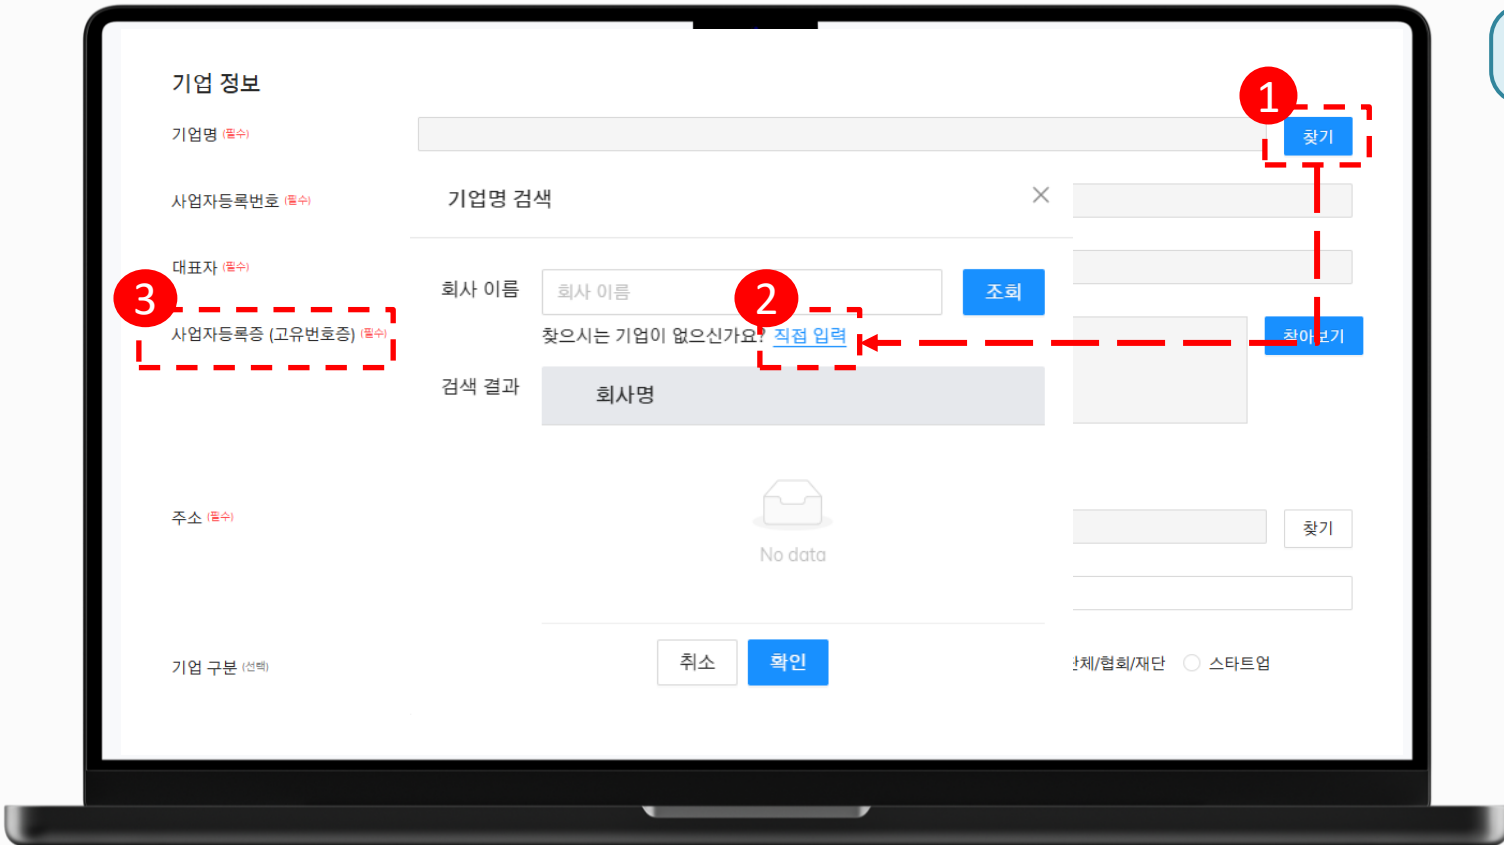 기업 정보
1
기업명 (필수)
찾기
사업자등록번호 (필수)
기업명 검색
대표자 (필수)
회사 이름
회사 이름
조회
3
2
사업자등록증 (고유번호증) (필수)
찾으시는 기업이 없으신가요? 직접 입력
찾아보기
검색 결과
회사명
주소 (필수)
찾기
No data
취소
확인
기업 구분 (선택)
단체/협회/재단
스타트업